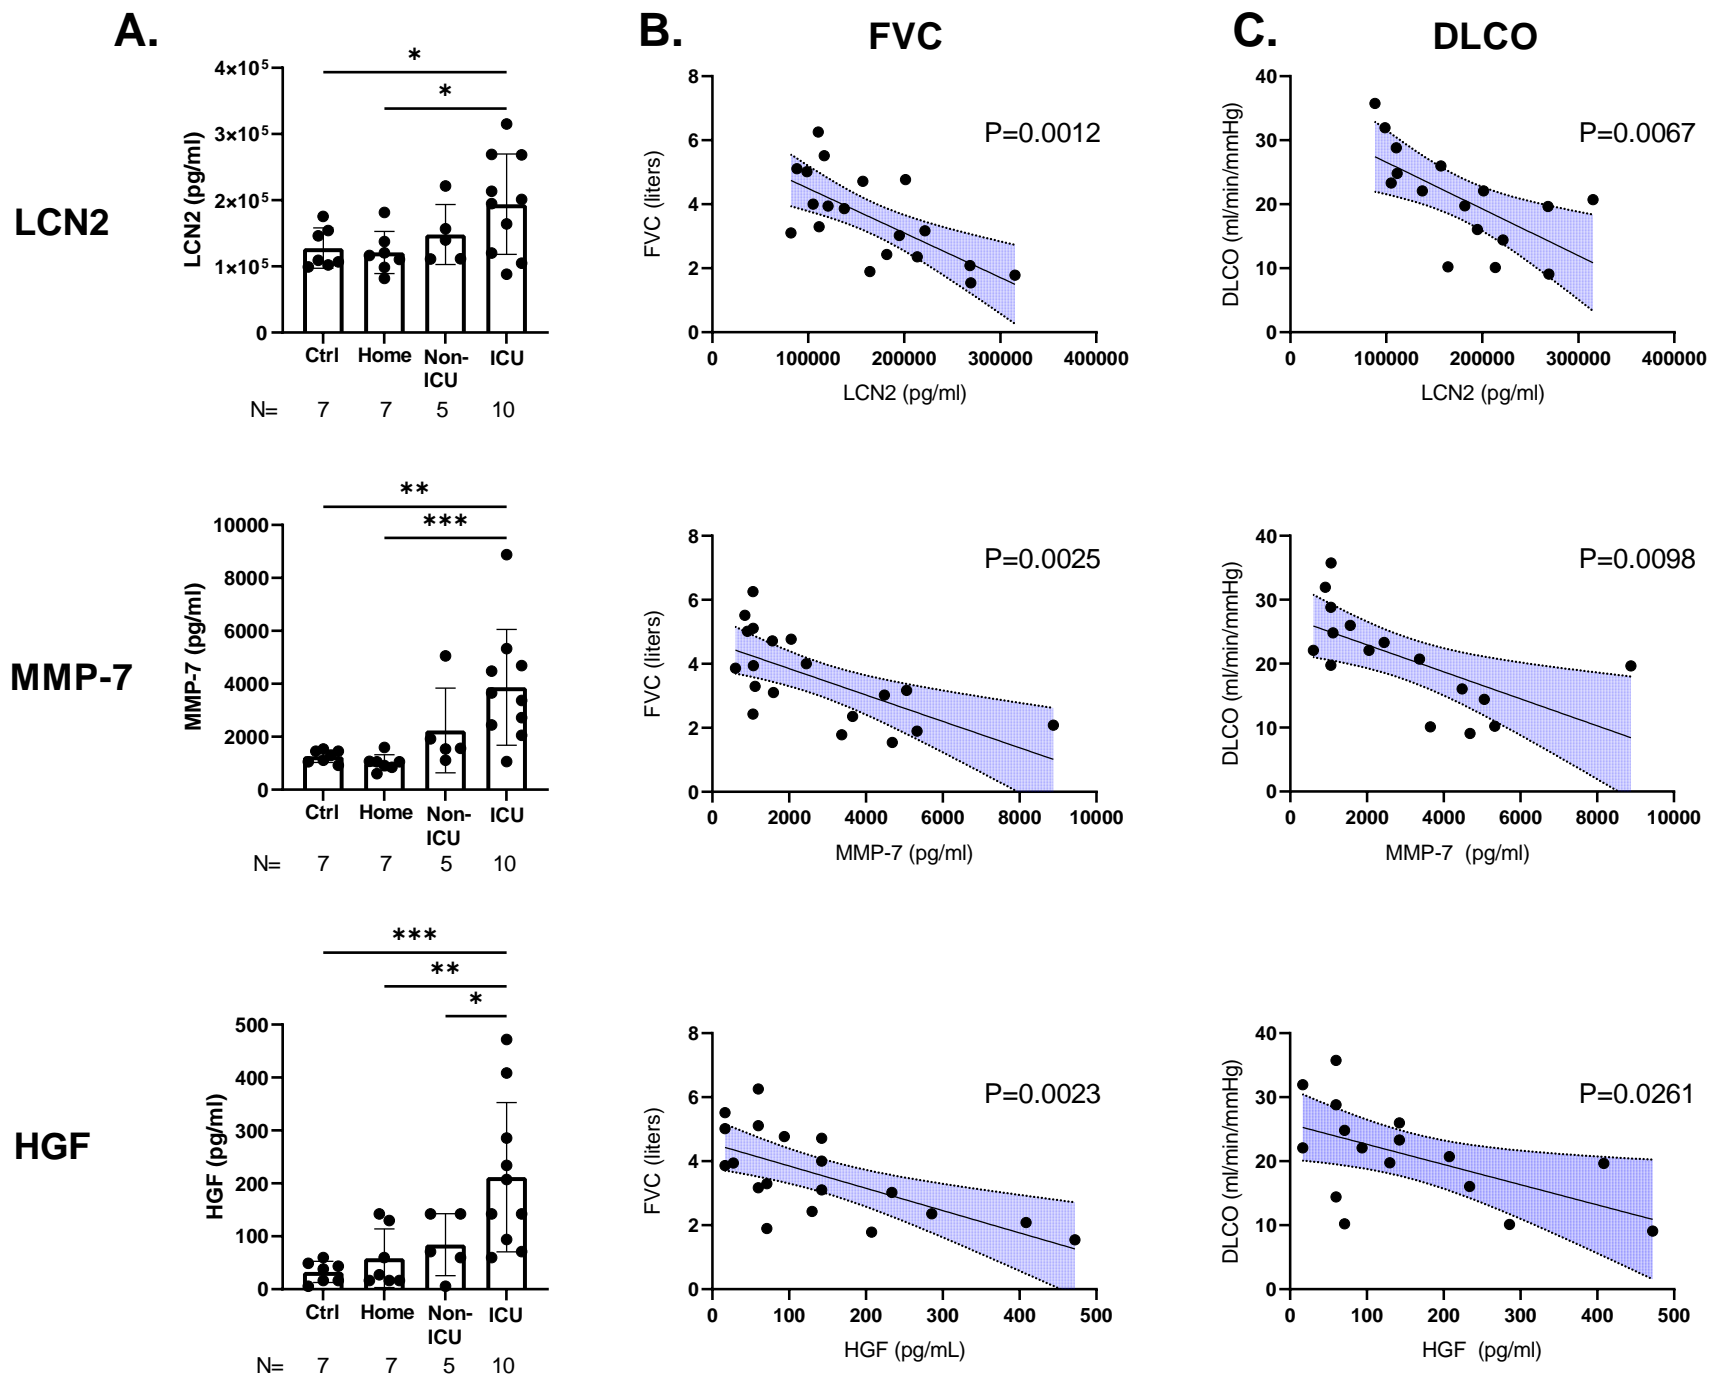 A.
B.
FVC
C.
DLCO
LCN2
*
*
4×10⁵
3×10⁵
2×10⁵
1×10⁵
0
LCN2 (pg/ml)
Ctrl
Home
Non-
ICU
ICU
N=
7
7
5
10
P=0.0012
8
6
4
2
0
FVC (liters)
0
100000
200000
300000
400000
LCN2 (pg/ml)
P=0.0067
40
30
20
10
0
DLCO (ml/min/mmHg)
0
100000
200000
300000
400000
LCN2 (pg/ml)
MMP-7
**
***
10000
8000
6000
4000
2000
0
MMP-7 (pg/ml)
Ctrl
Home
Non-
ICU
ICU
N=
7
7
5
10
P=0.0025
8
6
4
2
0
FVC (liters)
0
2000
4000
6000
8000
10000
MMP-7 (pg/ml)
P=0.0098
40
30
20
10
0
DLCO (ml/min/mmHg)
0
2000
4000
6000
8000
10000
MMP-7 (pg/ml)
HGF
***
**
*
500
400
300
200
100
0
HGF (pg/ml)
Ctrl
Home
Non-
ICU
ICU
N=
7
7
5
10
P=0.0023
8
6
4
2
0
FVC (liters)
0
100
200
300
400
500
HGF (pg/mL)
P=0.0261
40
30
20
10
0
DLCO (ml/min/mmHg)
0
100
200
300
400
500
HGF (pg/ml)